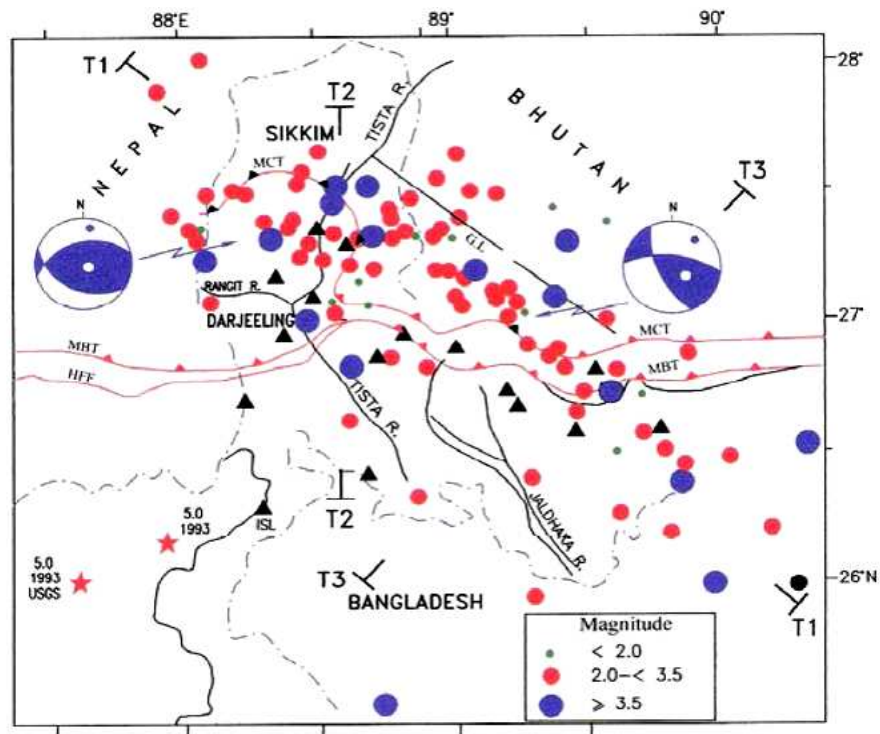 88°E 89° 90°
28°
27°
26°N
T1
T2
T3
NEPAL
SIKKIM
TISTA R.
BHUTAN
MCT
N
N
G.L
RANGIT R.
DARJEELING
MBT
HFF
MCT
MBT
TISTA R.
JALDHAKA R.
5.0
1993
5.0
1993
USGS
ISL
T2
T3
BANGLADESH
T1
Magnitude
< 2.0
2.0-< 3.5
⩾ 3.5